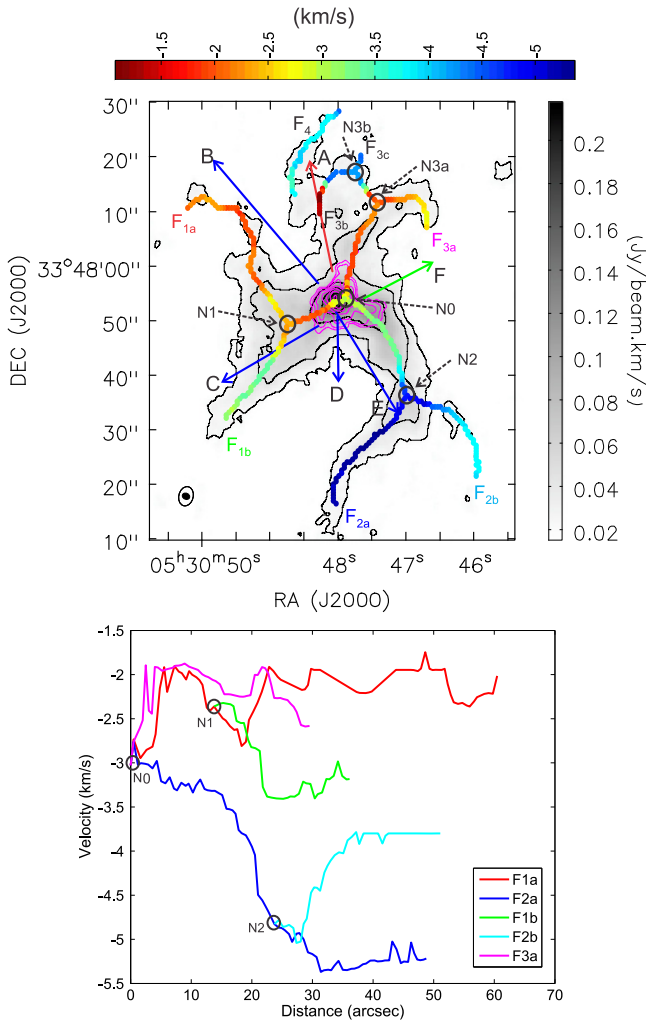 (km/s)
-1.5 -2 -2.5 -3 -3.5 -4 -4.5 -5
30''
20''
10''
33°48'00''
50''
40''
30''
20''
10''
DEC (J2000)
F4
N3b
F3c
A
B
N3a
F1a
F3b
F3a
F
N1
N0
C
D
N2
E
F1b
F2a
F2b
0.2
0.18
0.16
0.14
0.12
0.1
0.08
0.06
0.04
0.02
(Jy/beam.km/s)
05h30m50s 48s 47s 46s
RA (J2000)
-1.5
-2
-2.5
-3
-3.5
-4
-4.5
-5
-5.5
Velocity (km/s)
N1
N0
N2
F1a
F2a
F1b
F2b
F3a
0 10 20 30 40 50 60 70
Distance (arcsec)